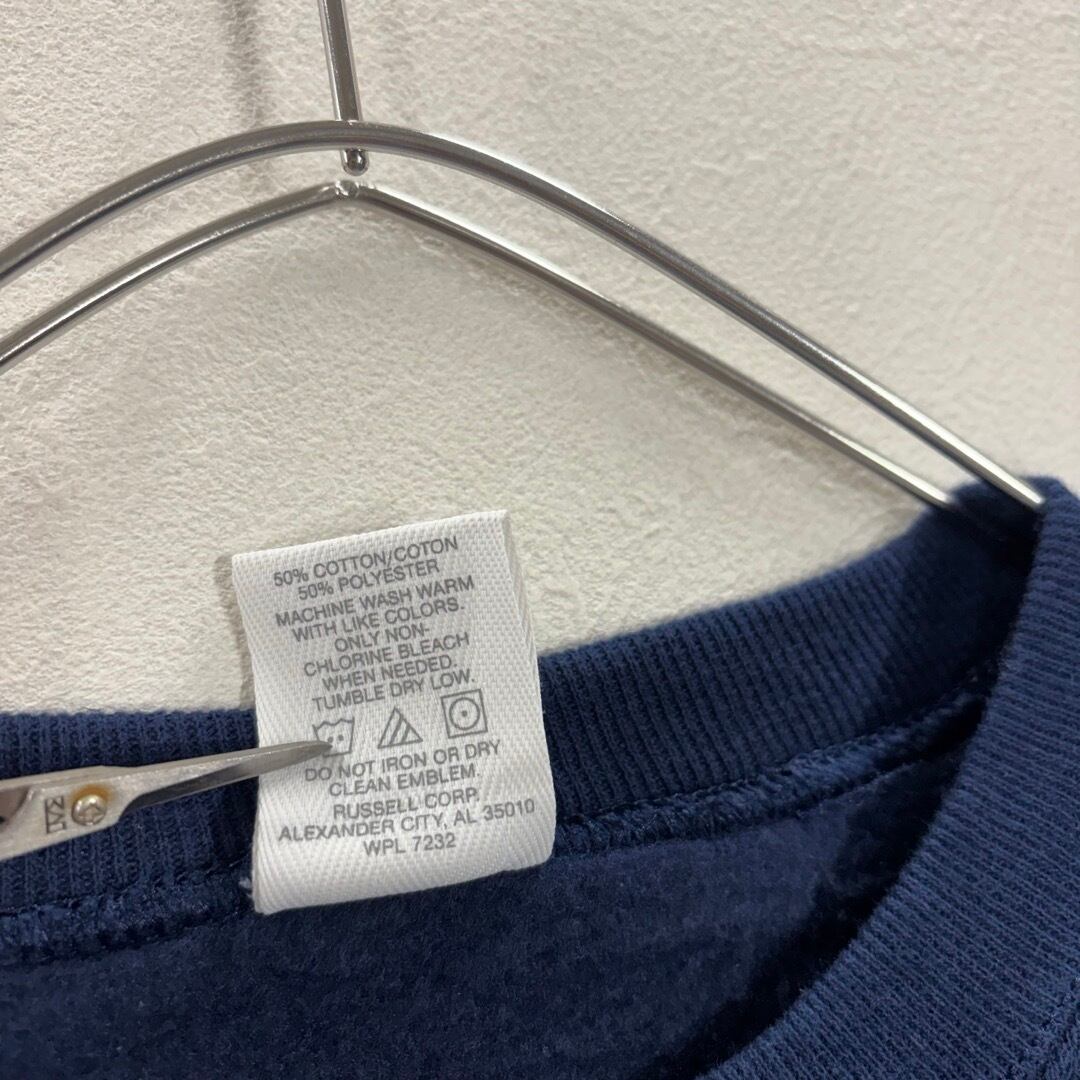 50% COTTON/COTON
50% POLYESTER
MACHINE WASH WARM
WITH LIKE COLORS.
ONLY NON-
CHLORINE BLEACH
WHEN NEEDED.
TUMBLE DRY LOW.
DO NOT IRON OR DRY
CLEAN EMBLEM.
RUSSELL CORP.
ALEXANDER CITY, AL 35010
WPL 7232